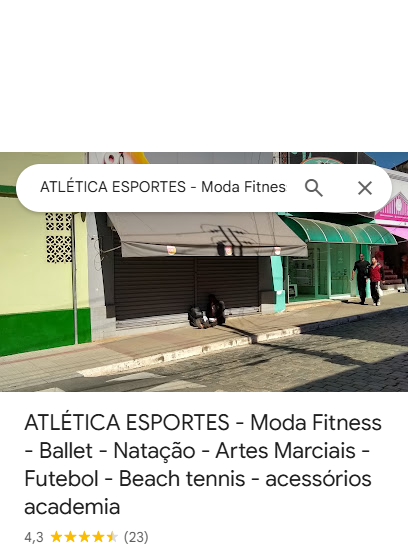 ATLÉTICA ESPORTES - Moda Fitnes
ATLÉTICA ESPORTES - Moda Fitness
- Ballet - Natação - Artes Marciais -
Futebol - Beach tennis - acessórios
academia
4,3 (23)